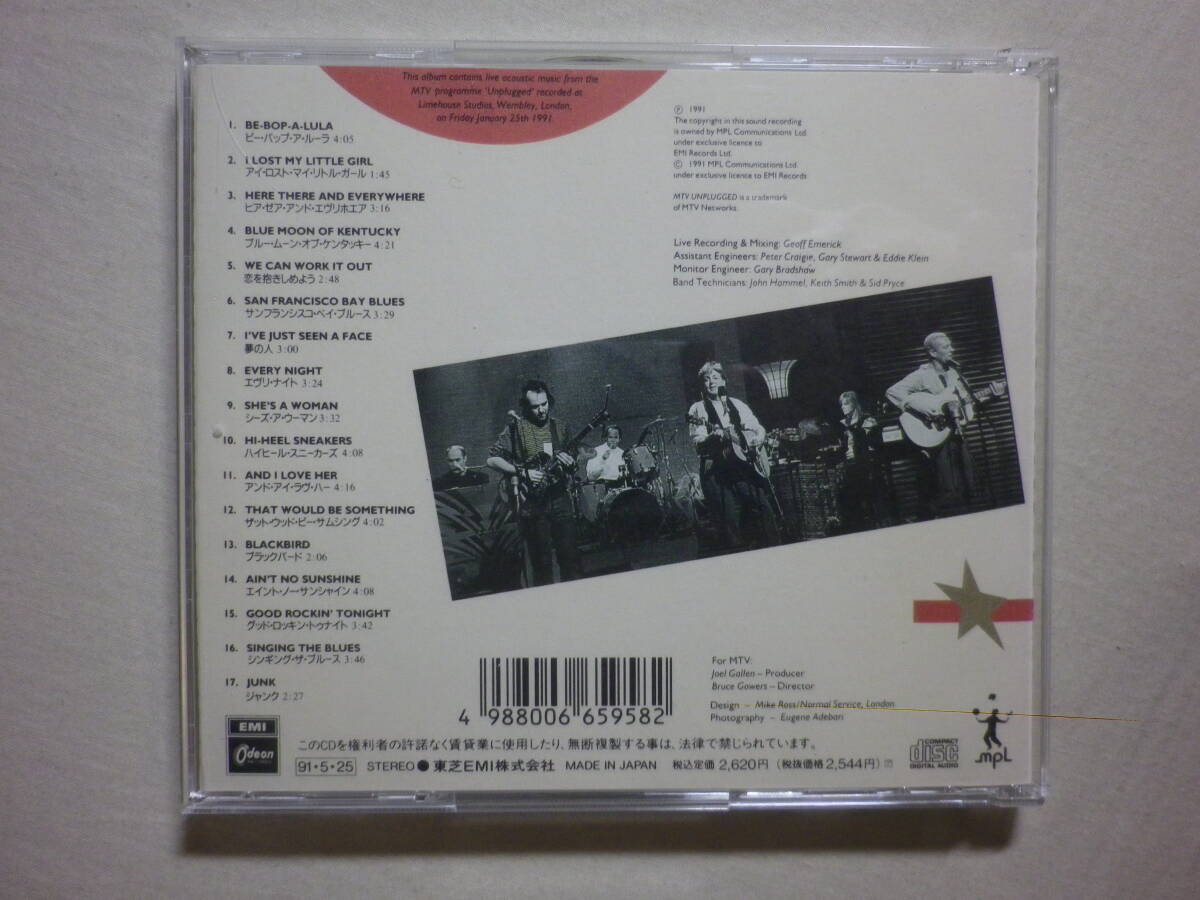 This album contains live acoustic music from the
MTV programme 'Unplugged' recorded at
Limehouse Studios, Wembley, London,
on Friday January 25th 1991.
1. BE-BOP-A-LULA
ビー・バップ・ア・ルーラ 4:05
2. I LOST MY LITTLE GIRL
アイ・ロスト・マイ・リトル・ガール 1:45
3. HERE THERE AND EVERYWHERE
ヒア・ゼア・アンド・エヴリホエア 3:16
4. BLUE MOON OF KENTUCKY
ブルー・ムーン・オブ・ケンタッキー 4:21
5. WE CAN WORK IT OUT
恋を抱きしめよう 2:48
6. SAN FRANCISCO BAY BLUES
サンフランシスコ・ベイ・ブルース 3:29
7. I'VE JUST SEEN A FACE
夢の人 3:00
8. EVERY NIGHT
エヴリ・ナイト 3:24
9. SHE'S A WOMAN
シーズ・ア・ウーマン 3:32
10. HI-HEEL SNEAKERS
ハイヒール・スニーカーズ 4:08
11. AND I LOVE HER
アンド・アイ・ラヴ・ハー 4:16
12. THAT WOULD BE SOMETHING
ザット・ウッド・ビー・サムシング 4:02
13. BLACKBIRD
ブラックバード 2:06
14. AIN'T NO SUNSHINE
エイント・ノー・サンシャイン 4:08
15. GOOD ROCKIN' TONIGHT
グッド・ロッキン・トゥナイト 3:42
16. SINGING THE BLUES
シンギング・ザ・ブルース 3:46
17. JUNK
ジャンク 2:27
Ⓟ 1991
The copyright in this sound recording
is owned by MPL Communications Ltd.
under exclusive licence to
EMI Records Ltd.
© 1991 MPL Communications Ltd.
under exclusive licence to EMI Records
MTV UNPLUGGED is a trademark
of MTV Networks.
Live Recording & Mixing: Geoff Emerick
Assistant Engineers: Peter Craigie, Gary Stewart & Eddie Klein
Monitor Engineer: Gary Bradshaw
Band Technicians: John Hammel, Keith Smith & Sid Pryce
For MTV:
Joel Gallen – Producer
Bruce Gowers – Director
Design – Mike Ross/Normal Service, London
Photography – Eugene Adebari
4 988006 659582
EMI
Odeon
このCDを権利者の許諾なく賃貸業に使用したり、無断複製する事は、法律で禁じられています。
91・5・25 STEREO ● 東芝EMI株式会社 MADE IN JAPAN 税込定価 2,620円 (税抜価格 2,544円)
COMPACT
disc
DIGITAL AUDIO
mpL